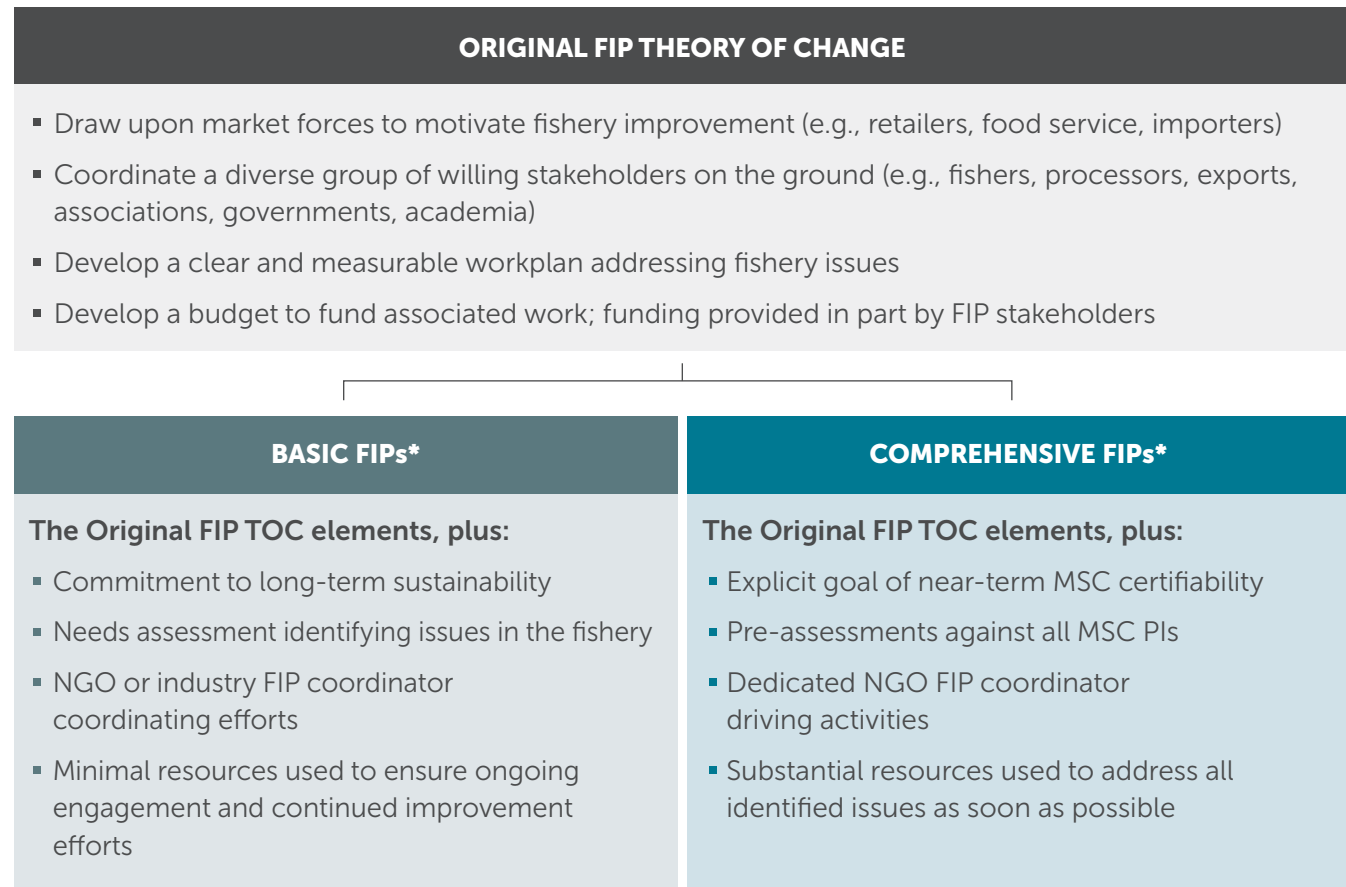 ORIGINAL FIP THEORY OF CHANGE
▪ Draw upon market forces to motivate fishery improvement (e.g., retailers, food service, importers)
▪ Coordinate a diverse group of willing stakeholders on the ground (e.g., fishers, processors, exports,
associations, governments, academia)
▪ Develop a clear and measurable workplan addressing fishery issues
▪ Develop a budget to fund associated work; funding provided in part by FIP stakeholders
BASIC FIPs*
The Original FIP TOC elements, plus:
▪ Commitment to long-term sustainability
▪ Needs assessment identifying issues in the fishery
▪ NGO or industry FIP coordinator
coordinating efforts
▪ Minimal resources used to ensure ongoing
engagement and continued improvement
efforts
COMPREHENSIVE FIPs*
The Original FIP TOC elements, plus:
▪ Explicit goal of near-term MSC certifiability
▪ Pre-assessments against all MSC PIs
▪ Dedicated NGO FIP coordinator
driving activities
▪ Substantial resources used to address all
identified issues as soon as possible